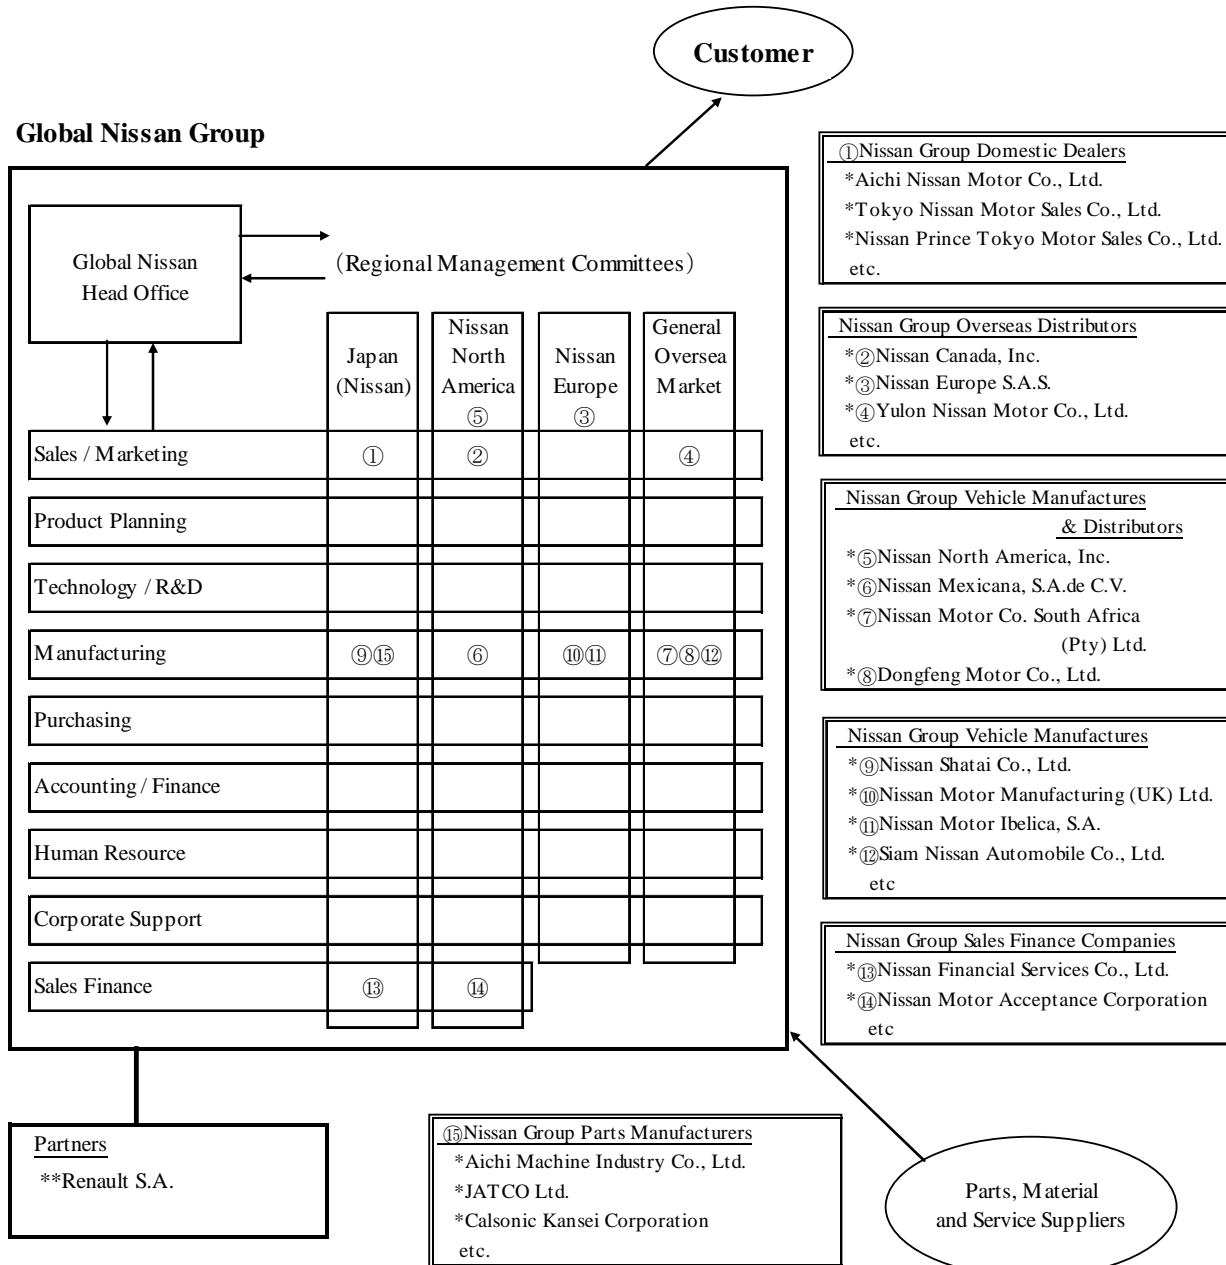 Customer
Global Nissan Group
Global Nissan
Head Office
(Regional Management Committees)
Japan
(Nissan)
Nissan
North
America
⑤
Nissan
Europe
③
General
Oversea
Market
Sales / Marketing ① ② ④
Product Planning
Technology / R&D
Manufacturing ⑨⑮ ⑥ ⑩⑪ ⑦⑧⑫
Purchasing
Accounting / Finance
Human Resource
Corporate Support
Sales Finance ⑬ ⑭
①Nissan Group Domestic Dealers
*Aichi Nissan Motor Co., Ltd.
*Tokyo Nissan Motor Sales Co., Ltd.
*Nissan Prince Tokyo Motor Sales Co., Ltd.
etc.
Nissan Group Overseas Distributors
*②Nissan Canada, Inc.
*③Nissan Europe S.A.S.
*④Yulon Nissan Motor Co., Ltd.
etc.
Nissan Group Vehicle Manufactures
& Distributors
*⑤Nissan North America, Inc.
*⑥Nissan Mexicana, S.A.de C.V.
*⑦Nissan Motor Co. South Africa
(Pty) Ltd.
*⑧Dongfeng Motor Co., Ltd.
Nissan Group Vehicle Manufactures
*⑨Nissan Shatai Co., Ltd.
*⑩Nissan Motor Manufacturing (UK) Ltd.
*⑪Nissan Motor Ibelica, S.A.
*⑫Siam Nissan Automobile Co., Ltd.
etc
Nissan Group Sales Finance Companies
*⑬Nissan Financial Services Co., Ltd.
*⑭Nissan Motor Acceptance Corporation
etc
Partners
**Renault S.A.
⑮Nissan Group Parts Manufacturers
*Aichi Machine Industry Co., Ltd.
*JATCO Ltd.
*Calsonic Kansei Corporation
etc.
Parts, Material
and Service Suppliers